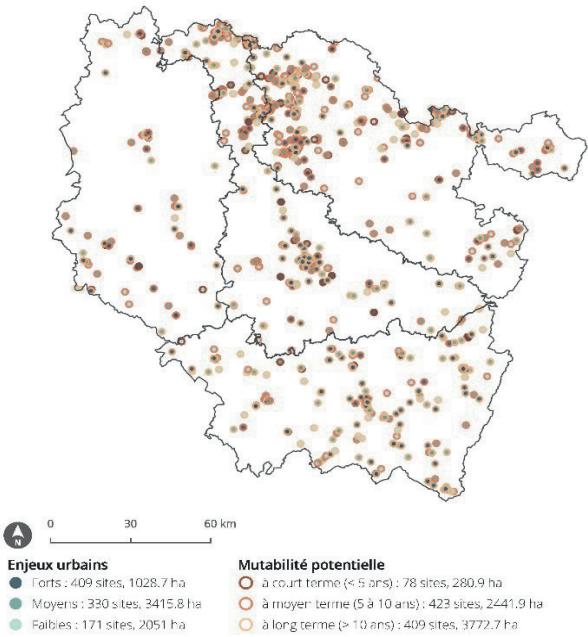 N
0 30 60 km
Enjeux urbains
Forts : 409 sites, 1028.7 ha
Moyens : 330 sites, 3415.8 ha
Faibles : 171 sites, 2051 ha
Mutabilité potentielle
à court terme (< 5 ans) : 78 sites, 280.9 ha
à moyen terme (5 à 10 ans) : 423 sites, 2441.9 ha
à long terme (> 10 ans) : 409 sites, 3772.7 ha